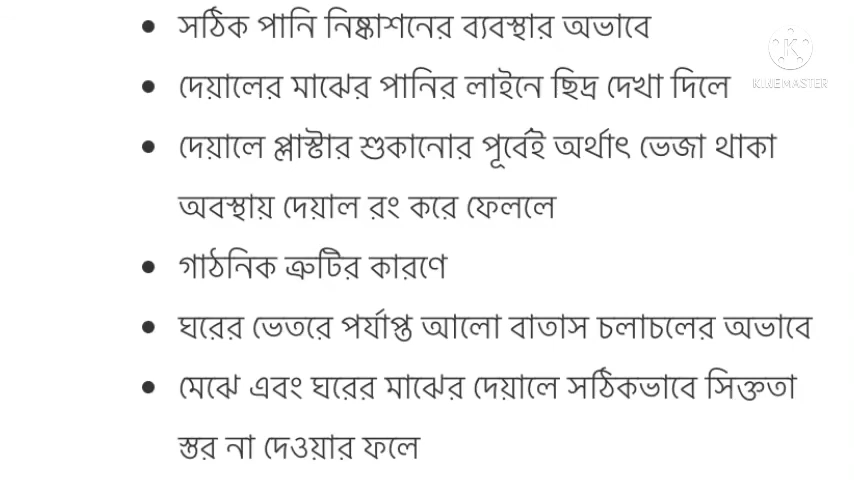 • সঠিক পানি নিষ্কাশনের ব্যবস্থার অভাবে
KINEMASTER
• দেয়ালের মাঝের পানির লাইনে ছিদ্র দেখা দিলে
• দেয়ালে প্লাস্টার শুকানোর পূর্বেই অর্থাৎ ভেজা থাকা
অবস্থায় দেয়াল রং করে ফেললে
• গাঠনিক ত্রুটির কারণে
• ঘরের ভেতরে পর্যাপ্ত আলো বাতাস চলাচলের অভাবে
• মেঝে এবং ঘরের মাঝের দেয়ালে সঠিকভাবে সিক্ততা
স্তর না দেওয়ার ফলে